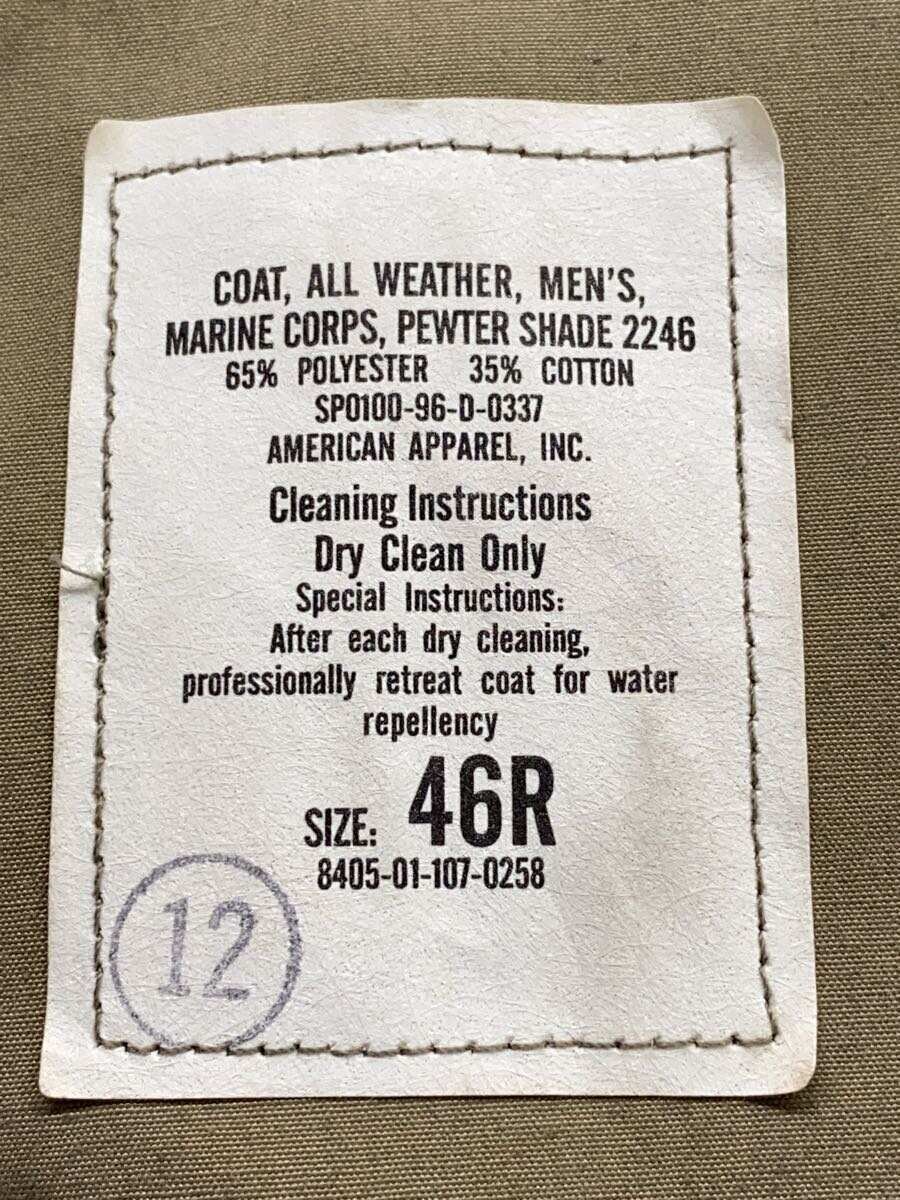 COAT, ALL WEATHER, MEN'S,
MARINE CORPS, PEWTER SHADE 2246
65% POLYESTER 35% COTTON
SPO100-96-D-0337
AMERICAN APPAREL, INC.
Cleaning Instructions
Dry Clean Only
Special Instructions:
After each dry cleaning,
professionally retreat coat for water
repellency
SIZE: 46R
8405-01-107-0258
12